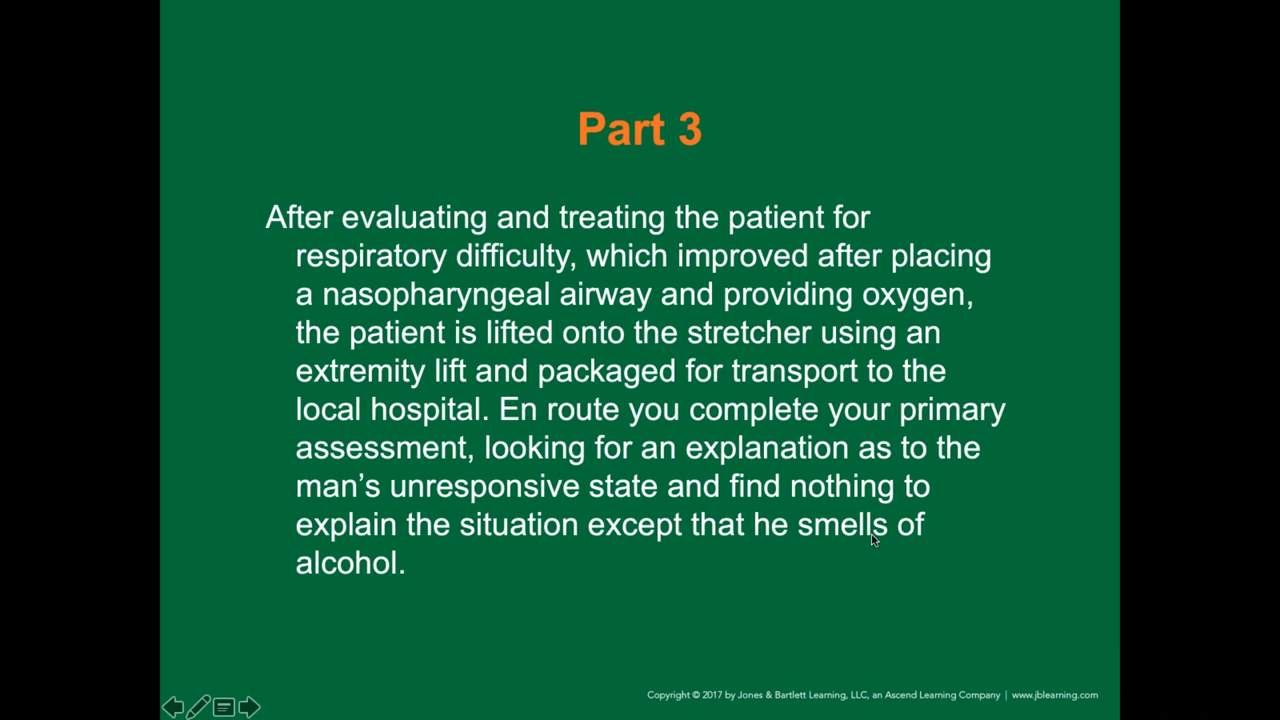 Part 3
After evaluating and treating the patient for
respiratory difficulty, which improved after placing
a nasopharyngeal airway and providing oxygen,
the patient is lifted onto the stretcher using an
extremity lift and packaged for transport to the
local hospital. En route you complete your primary
assessment, looking for an explanation as to the
man’s unresponsive state and find nothing to
explain the situation except that he smells of
alcohol.
Copyright © 2017 by Jones & Bartlett Learning, LLC, an Ascend Learning Company | www.jblearning.com